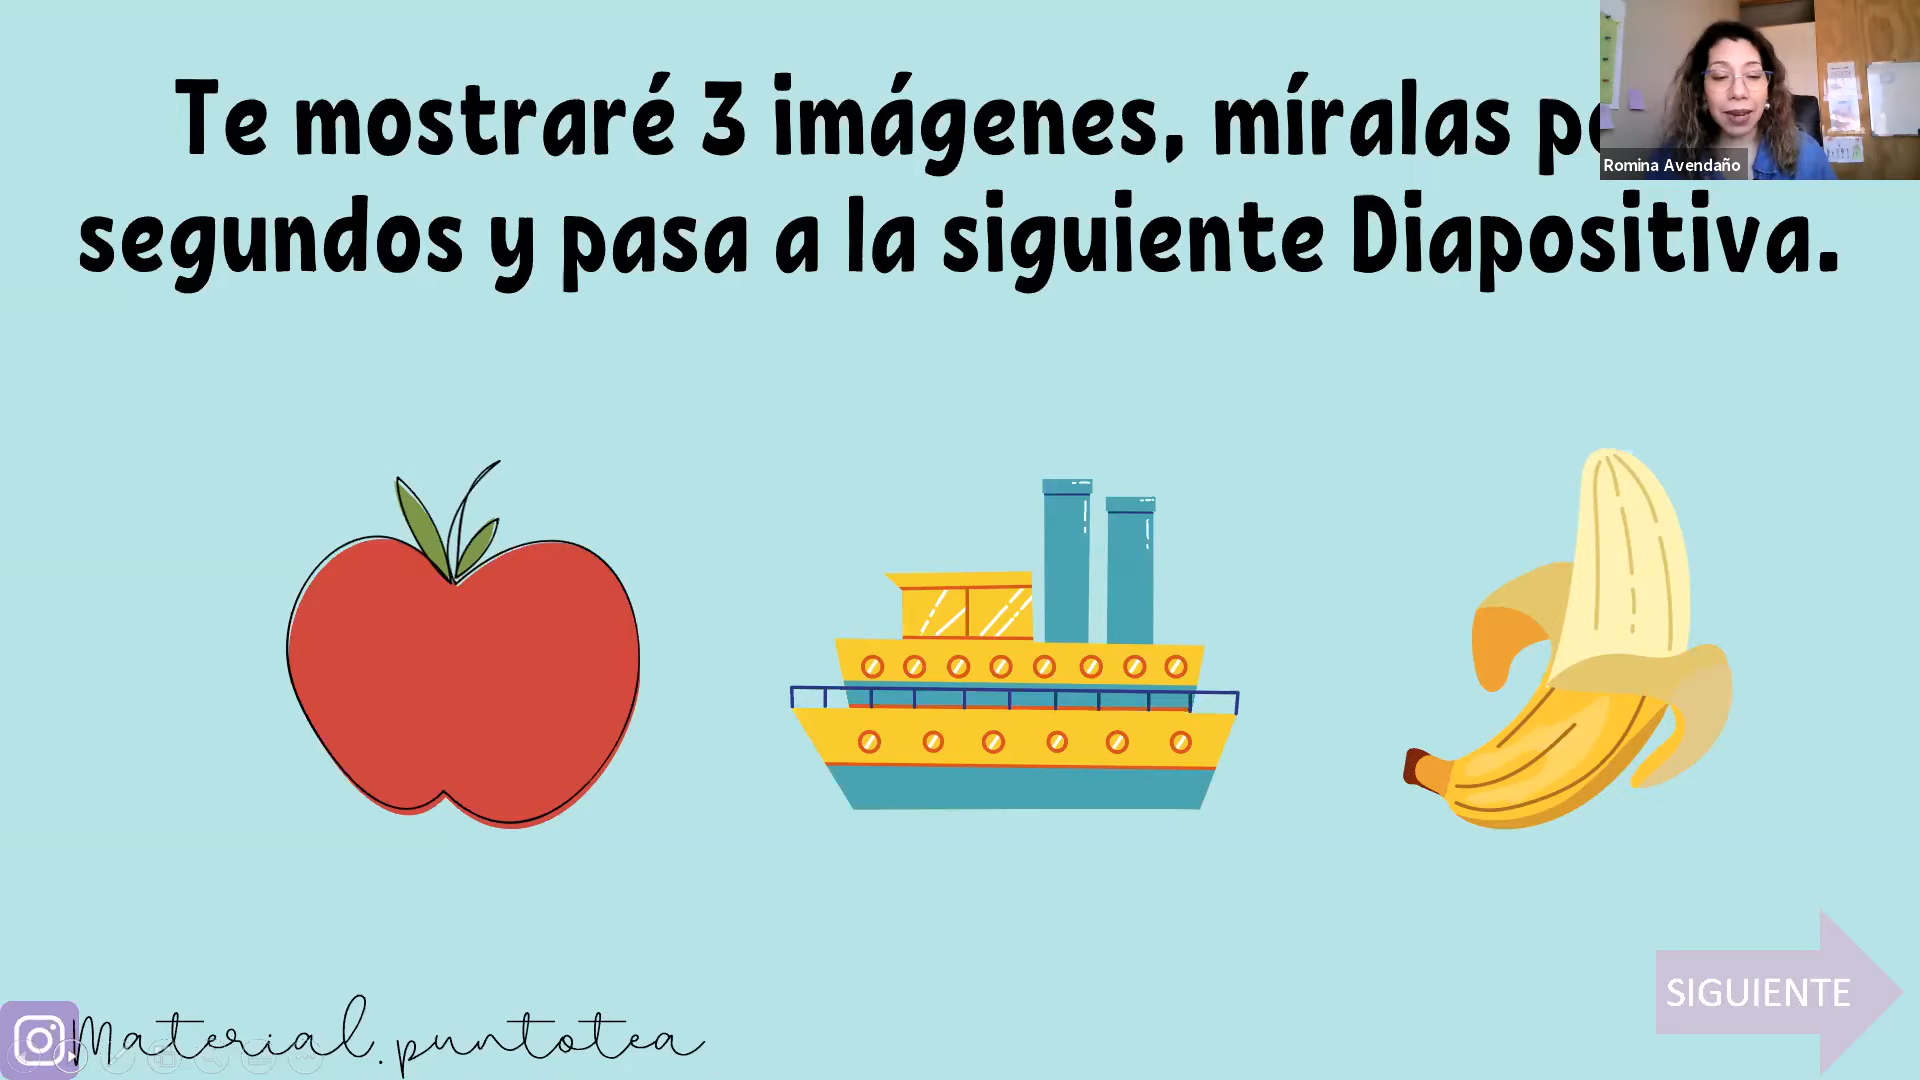 Te mostraré 3 imágenes, míralas
segundos y pasa a la siguiente Diapositiva.
Romina Avendaño
SIGUIENTE
Material.puntotea